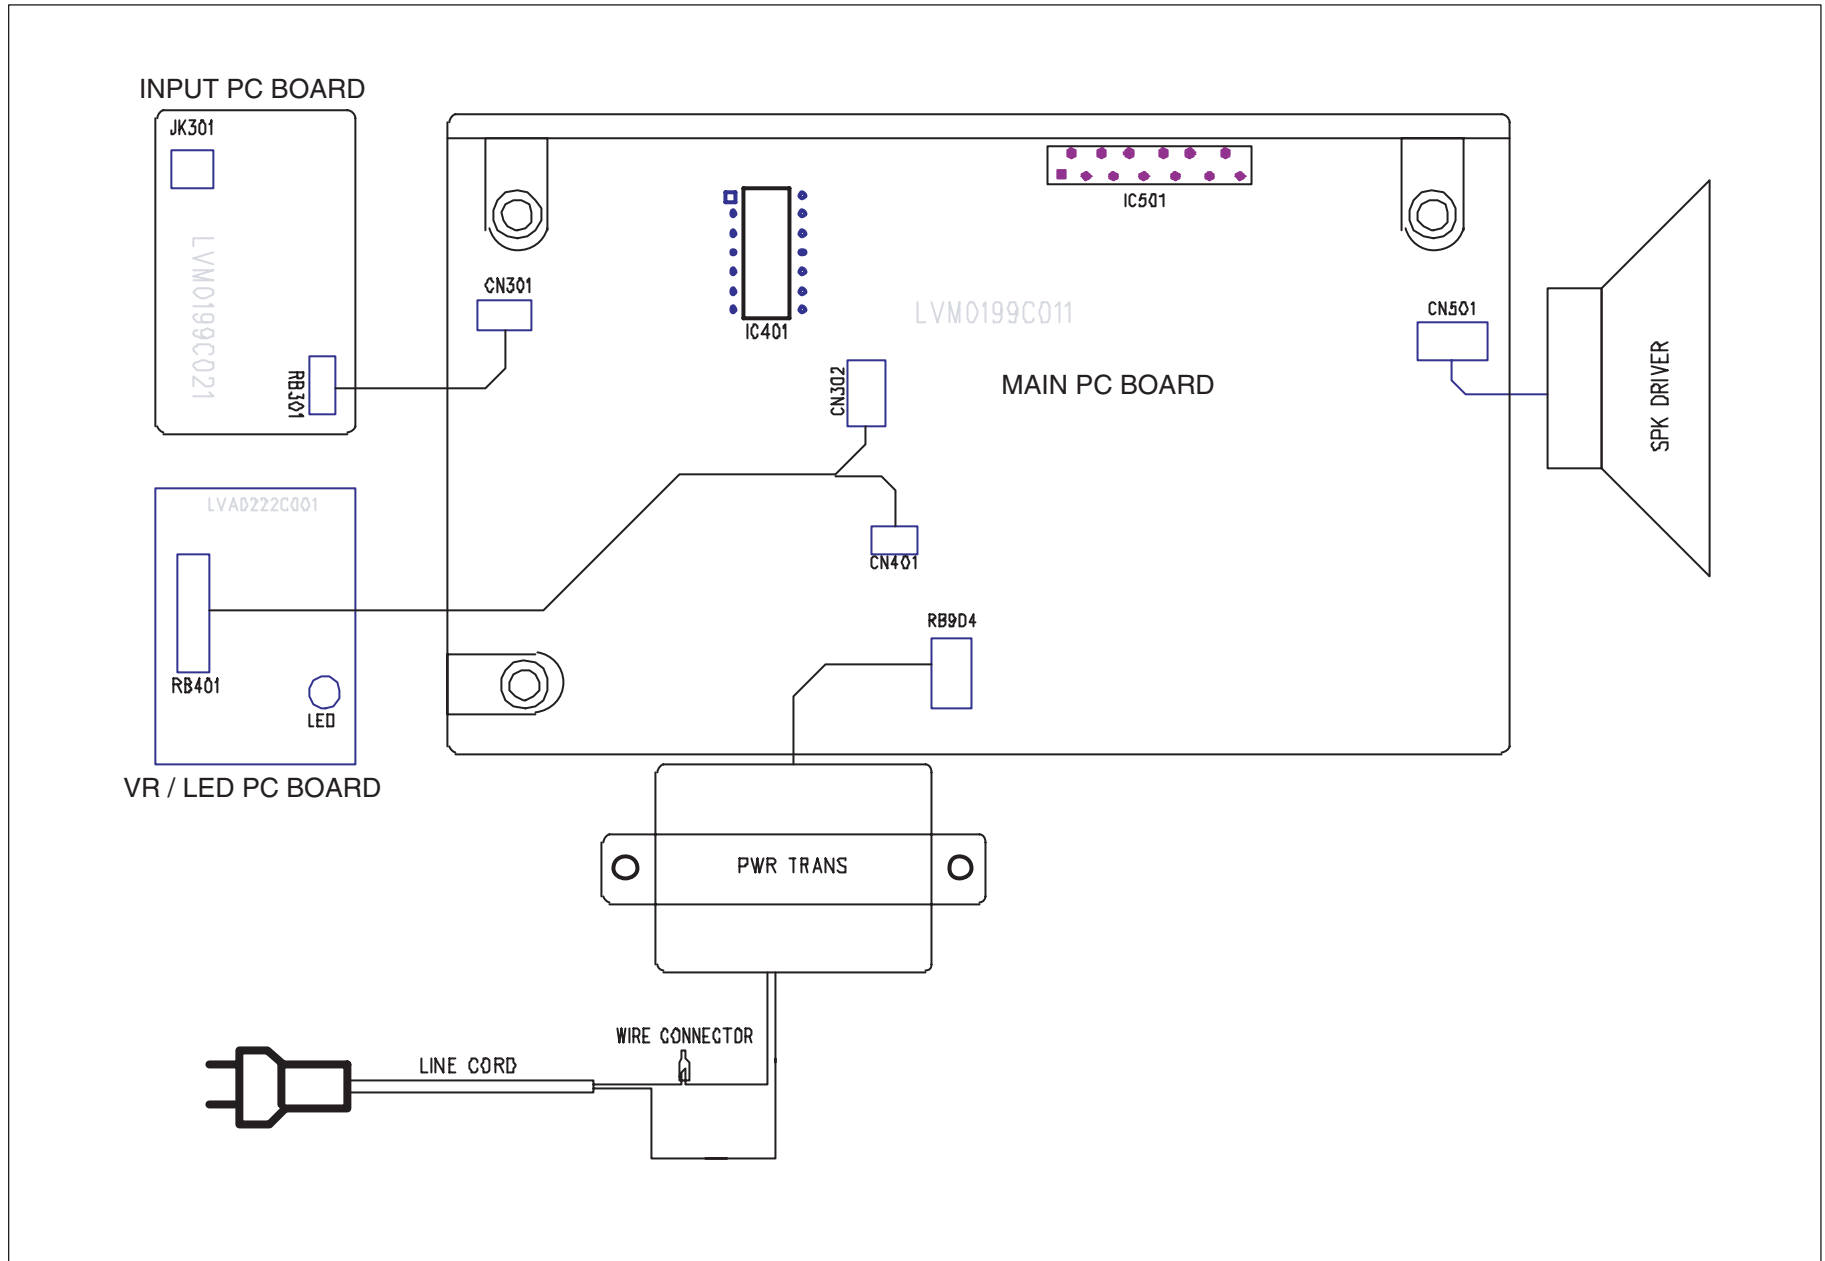 INPUT PC BOARD
JK301
LVM0199C021
RB301
CN301
IC401
IC501
LVM0199C011
CN302
MAIN PC BOARD
CN501
SPK DRIVER
CN401
LVA0222C001
RB401
LED
VR / LED PC BOARD
RB904
PWR TRANS
WIRE CONNECTOR
LINE CORD